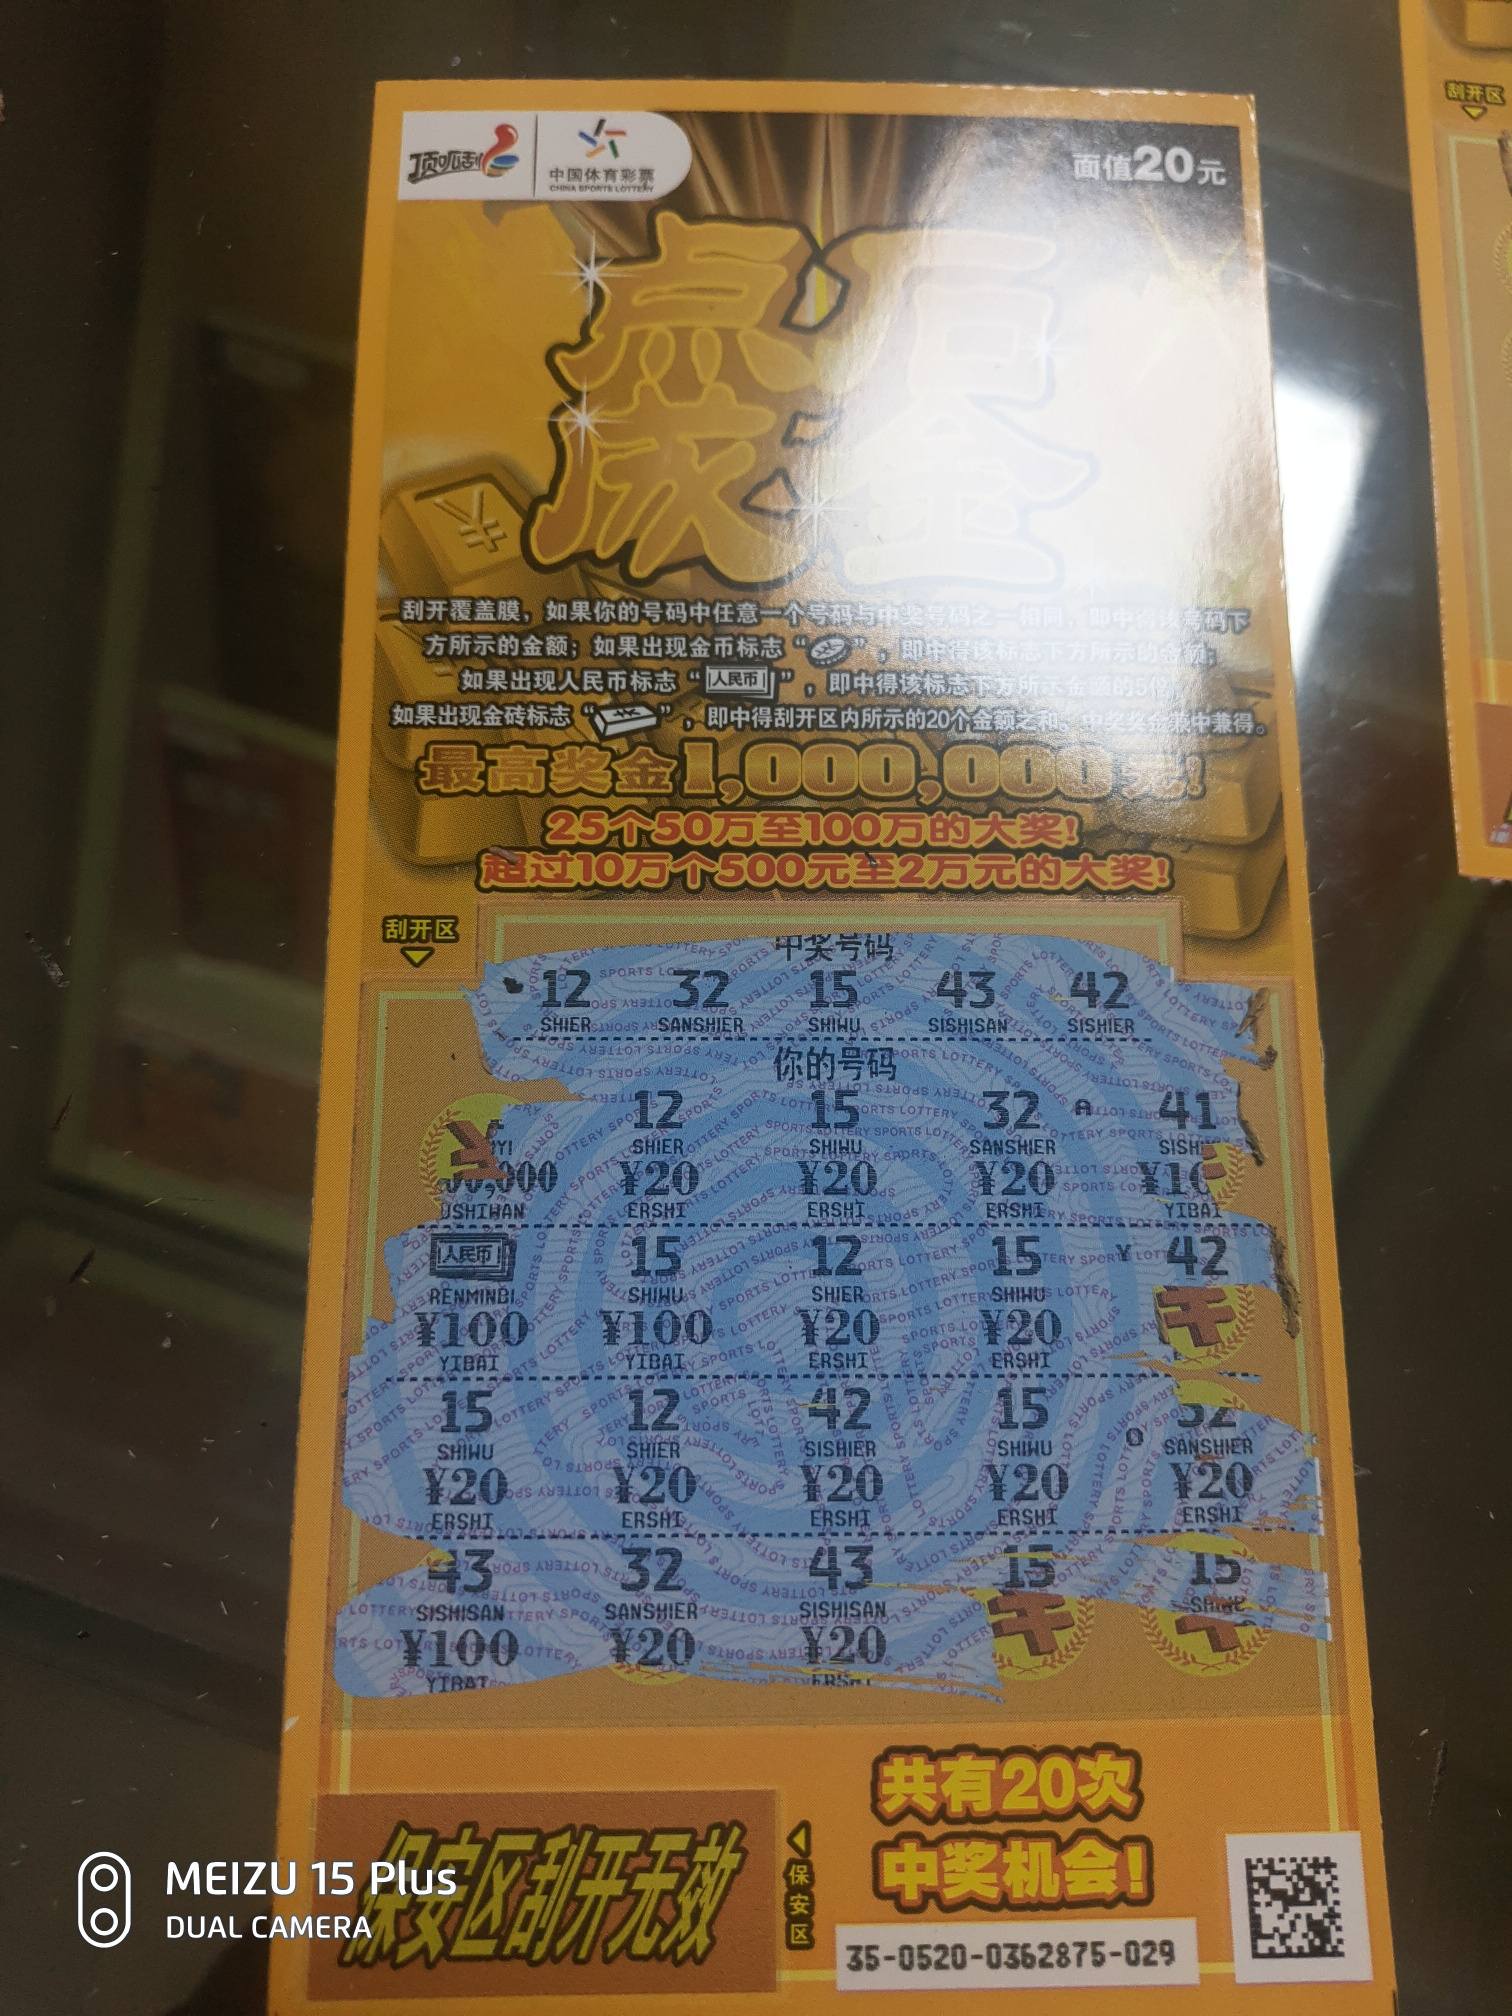 顶呱刮 中国体育彩票
CHINA SPORTS LOTTERY
面值20元
点石
成金
刮开覆盖膜，如果你的号码中任意一个号码与中奖号码之一相同，即中得该号码下
方所示的金额；如果出现金币标志“ ”，即中得该标志下方所示的金额；
如果出现人民币标志“人民币”，即中得该标志下方所示金额的5倍；
如果出现金砖标志“ ”，即中得刮开区内所示的20个金额之和。中奖奖金兼中兼得。
最高奖金1,000,000元!
25个50万至100万的大奖!
超过10万个500元至2万元的大奖!
刮开区
刮开区
中奖号码
12 32 15 43 42
SHIER SANSHIER SHIWU SISHISAN SISHIER
你的号码
12 15 32 A 41
YI SHIER SHIWU SANSHIER SISH
00,000 ¥20 ¥20 ¥20 ¥10
USHIWAN ERSHI ERSHI ERSHI YIBAI
人民币 15 12 15 Y 42
RENMINBI SHIWU SHIER SHIWU
¥100 ¥100 ¥20 ¥20
YIBAI YIBAI ERSHI ERSHI
15 12 42 15 O 32
SHIWU SHIER SISHIER SHIWU SANSHIER
¥20 ¥20 ¥20 ¥20 ¥20
ERSHI ERSHI ERSHI ERSHI ERSHI
43 32 43 15 15
SISHISAN SANSHIER SISHISAN
¥100 ¥20 ¥20
YIBAI ERSHI
共有20次
中奖机会!
保安区刮开无效
保安区
35-0520-0362875-029
MEIZU 15 Plus
DUAL CAMERA